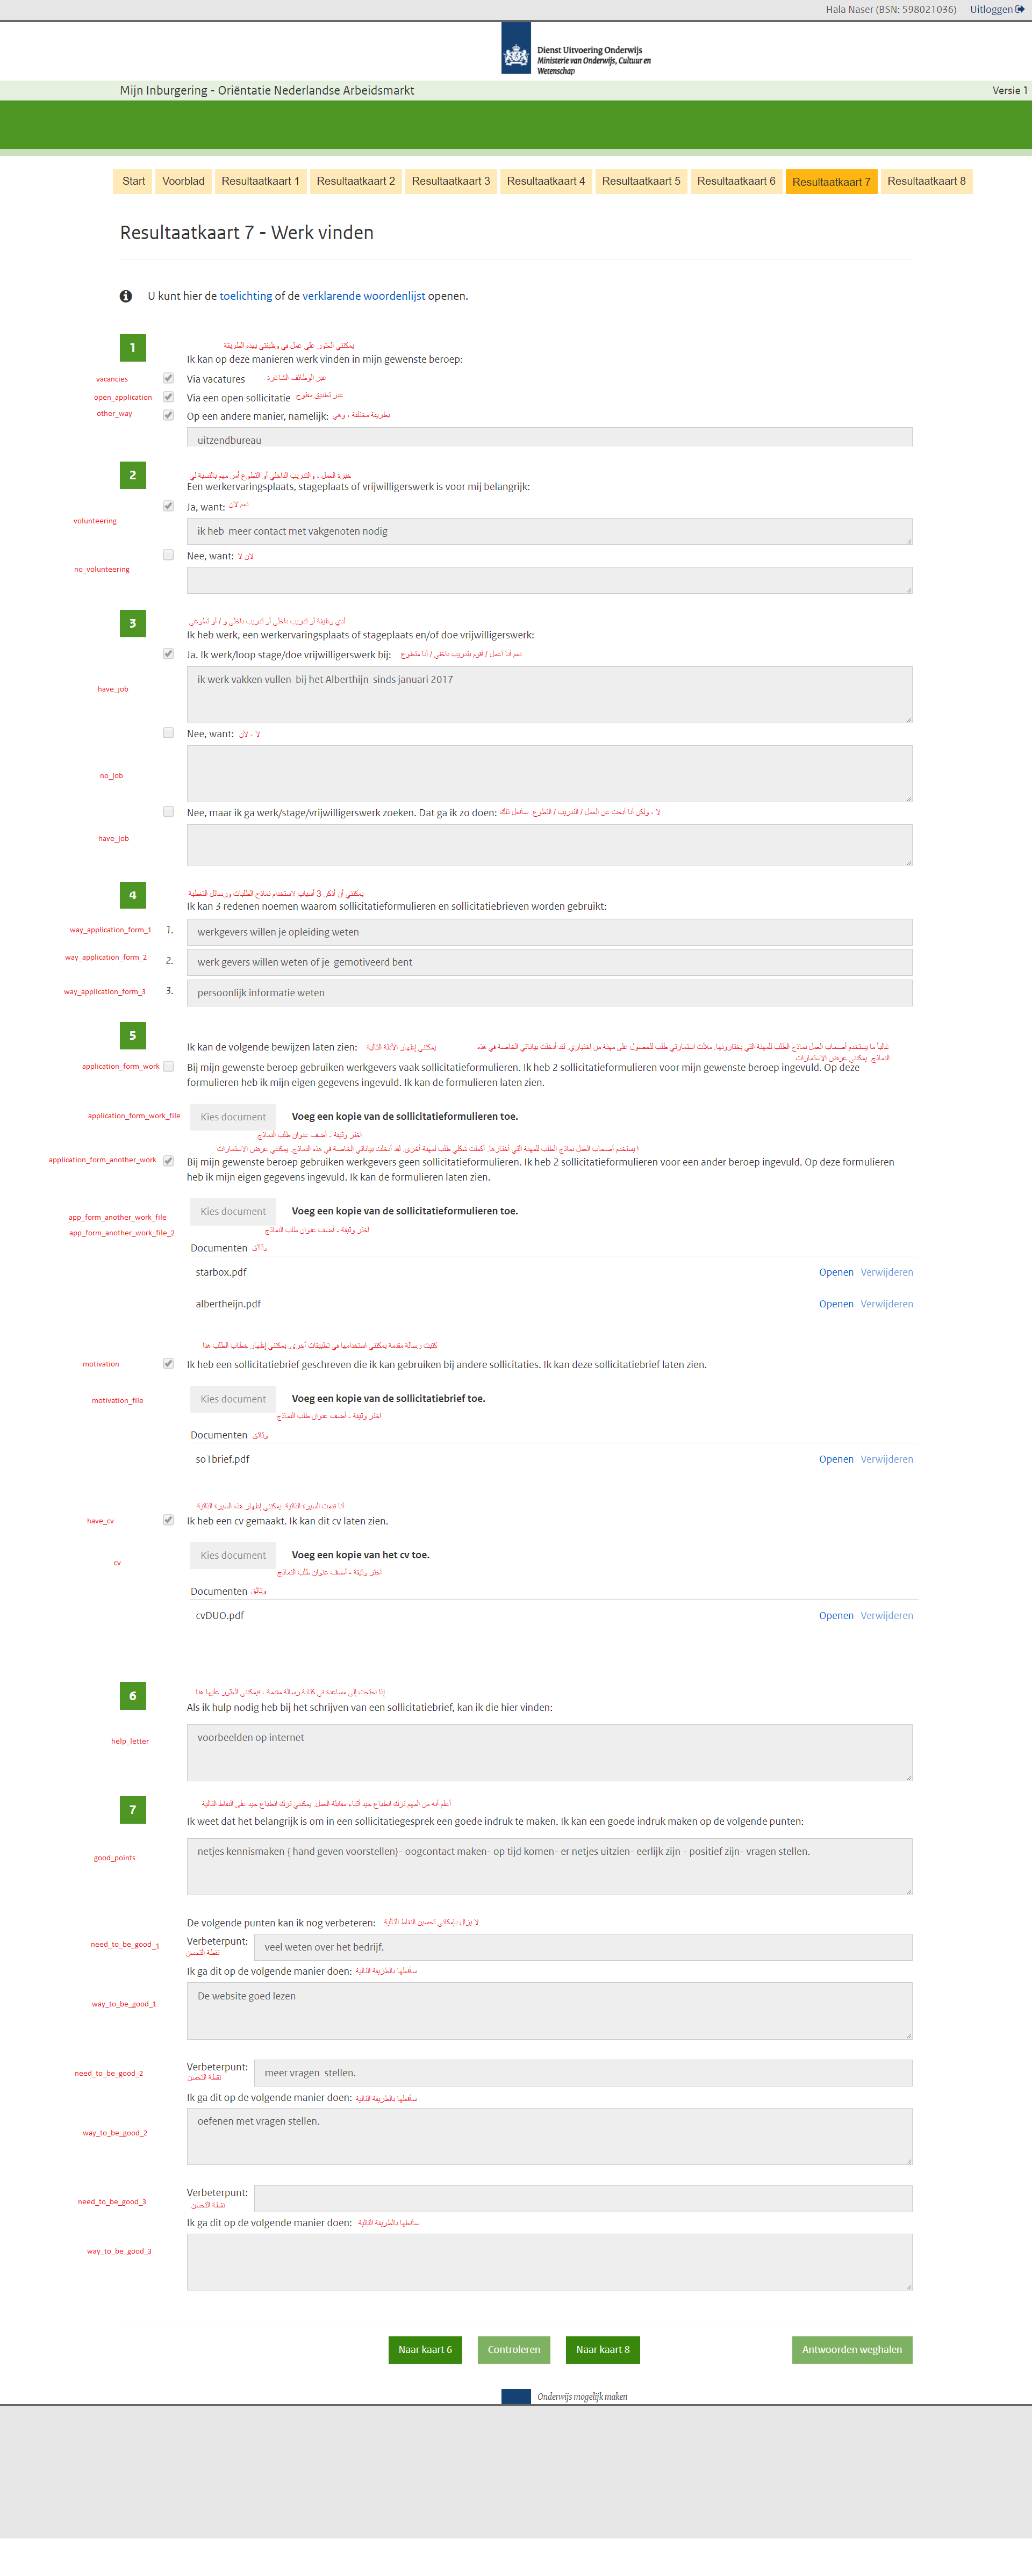 Hala Naser (BSN: 598021036) Uitloggen
Dienst Uitvoering Onderwijs
Ministerie van Onderwijs, Cultuur en
Wetenschap
Mijn Inburgering - Oriëntatie Nederlandse Arbeidsmarkt Versie 1
Start Voorblad Resultaatkaart 1 Resultaatkaart 2 Resultaatkaart 3 Resultaatkaart 4 Resultaatkaart 5 Resultaatkaart 6 Resultaatkaart 7 Resultaatkaart 8
Resultaatkaart 7 - Werk vinden
U kunt hier de toelichting of de verklarende woordenlijst openen.
يمكنني العثور على عمل في وظيفتي بهذه الطريقة
1 Ik kan op deze manieren werk vinden in mijn gewenste beroep:
vacancies Via vacatures عبر الوظائف الشاغرة
open_application Via een open sollicitatie عبر تطبيق مفتوح
other_way Op een andere manier, namelijk: بطريقة مختلفة ، وهي
uitzendbureau
خبرة العمل ، والتدريب الداخلي أو التطوع أمر مهم بالنسبة لي
2 Een werkervaringsplaats, stageplaats of vrijwilligerswerk is voor mij belangrijk:
Ja, want: نعم لان
volunteering ik heb meer contact met vakgenoten nodig
Nee, want: لان لا
no_volunteering
لدي وظيفة أو تدريب داخلي أو تدريب داخلي و / أو تطوعي
3 Ik heb werk, een werkervaringsplaats of stageplaats en/of doe vrijwilligerswerk:
Ja. Ik werk/loop stage/doe vrijwilligerswerk bij: نعم أنا أعمل / أقوم بتدريب داخلي / أنا متطوع
have_job ik werk vakken vullen bij het Alberthijn sinds januari 2017
Nee, want: لا ، لأن
no_job
Nee, maar ik ga werk/stage/vrijwilligerswerk zoeken. Dat ga ik zo doen: لا ، ولكن أنا أبحث عن العمل / التدريب / التطوع. سأفعل ذلك
have_job
يمكنني أن أذكر 3 أسباب لاستخدام نماذج الطلبات ورسائل التغطية
4 Ik kan 3 redenen noemen waarom sollicitatieformulieren en sollicitatiebrieven worden gebruikt:
way_application_form_1 1. werkgevers willen je opleiding weten
way_application_form_2 2. werk gevers willen weten of je gemotiveerd bent
way_application_form_3 3. persoonlijk informatie weten
5 Ik kan de volgende bewijzen laten zien: يمكنني إظهار الأدلة التالية
غالباً ما يستخدم أصحاب العمل نماذج الطلب للمهنة التي يختارونها. ملأت استمارتي طلب للحصول على مهنة من اختياري. لقد أدخلت بياناتي الخاصة في هذه
النماذج. يمكنني عرض الاستمارات
application_form_work Bij mijn gewenste beroep gebruiken werkgevers vaak sollicitatieformulieren. Ik heb 2 sollicitatieformulieren voor mijn gewenste beroep ingevuld. Op deze
formulieren heb ik mijn eigen gegevens ingevuld. Ik kan de formulieren laten zien.
application_form_work_file Kies document Voeg een kopie van de sollicitatieformulieren toe.
اختر وثيقة - أضف عنوان طلب النماذج
ا يستخدم أصحاب العمل نماذج الطلب للمهنة التي أختارها. أكملت شكلي طلب لمهنة أخرى. لقد أدخلت بياناتي الخاصة في هذه النماذج. يمكنني عرض الاستمارات
application_form_another_work Bij mijn gewenste beroep gebruiken werkgevers geen sollicitatieformulieren. Ik heb 2 sollicitatieformulieren voor een ander beroep ingevuld. Op deze formulieren
heb ik mijn eigen gegevens ingevuld. Ik kan de formulieren laten zien.
app_form_another_work_file Kies document Voeg een kopie van de sollicitatieformulieren toe.
app_form_another_work_file_2 اختر وثيقة - أضف عنوان طلب النماذج
Documenten وثائق
starbox.pdf Openen Verwijderen
albertheijn.pdf Openen Verwijderen
كتبت رسالة مقدمة يمكنني استخدامها في تطبيقات أخرى. يمكنني إظهار خطاب الطلب هذا
motivation Ik heb een sollicitatiebrief geschreven die ik kan gebruiken bij andere sollicitaties. Ik kan deze sollicitatiebrief laten zien.
motivation_file Kies document Voeg een kopie van de sollicitatiebrief toe.
اختر وثيقة - أضف عنوان طلب النماذج
Documenten وثائق
so1brief.pdf Openen Verwijderen
أنا قدمت السيرة الذاتية. يمكنني إظهار هذه السيرة الذاتية
have_cv Ik heb een cv gemaakt. Ik kan dit cv laten zien.
cv Kies document Voeg een kopie van het cv toe.
اختر وثيقة - أضف عنوان طلب النماذج
Documenten وثائق
cvDUO.pdf Openen Verwijderen
إذا احتجت إلى مساعدة في كتابة رسالة مقدمة ، فيمكنني العثور عليها هنا
6 Als ik hulp nodig heb bij het schrijven van een sollicitatiebrief, kan ik die hier vinden:
help_letter voorbeelden op internet
أعلم أنه من المهم ترك انطباع جيد أثناء مقابلة العمل. يمكنني ترك انطباع جيد على النقاط التالية
7 Ik weet dat het belangrijk is om in een sollicitatiegesprek een goede indruk te maken. Ik kan een goede indruk maken op de volgende punten:
good_points netjes kennismaken { hand geven voorstellen}- oogcontact maken- op tijd komen- er netjes uitzien- eerlijk zijn - positief zijn- vragen stellen.
De volgende punten kan ik nog verbeteren: لا يزال بإمكاني تحسين النقاط التالية
need_to_be_good_1 Verbeterpunt: veel weten over het bedrijf.
نقطة التحسن
Ik ga dit op de volgende manier doen: سأفعلها بالطريقة التالية
way_to_be_good_1 De website goed lezen
need_to_be_good_2 Verbeterpunt: meer vragen stellen.
نقطة التحسن
Ik ga dit op de volgende manier doen: سأفعلها بالطريقة التالية
way_to_be_good_2 oefenen met vragen stellen.
need_to_be_good_3 Verbeterpunt:
نقطة التحسن
Ik ga dit op de volgende manier doen: سأفعلها بالطريقة التالية
way_to_be_good_3
Naar kaart 6 Controleren Naar kaart 8 Antwoorden weghalen
Onderwijs mogelijk maken